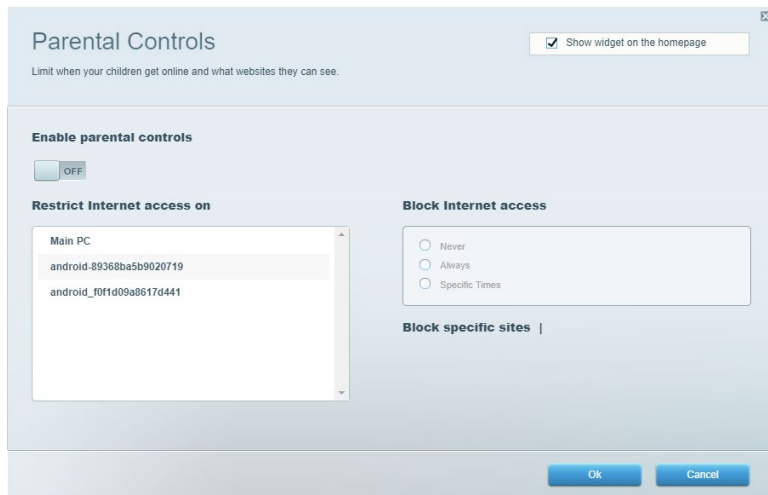 Parental Controls
Show widget on the homepage
Limit when your children get online and what websites they can see.
Enable parental controls
OFF
Restrict Internet access on
Main PC
android-89368ba5b9020719
android_f0f1d09a8617d441
Block Internet access
Never
Always
Specific Times
Block specific sites |
Ok
Cancel